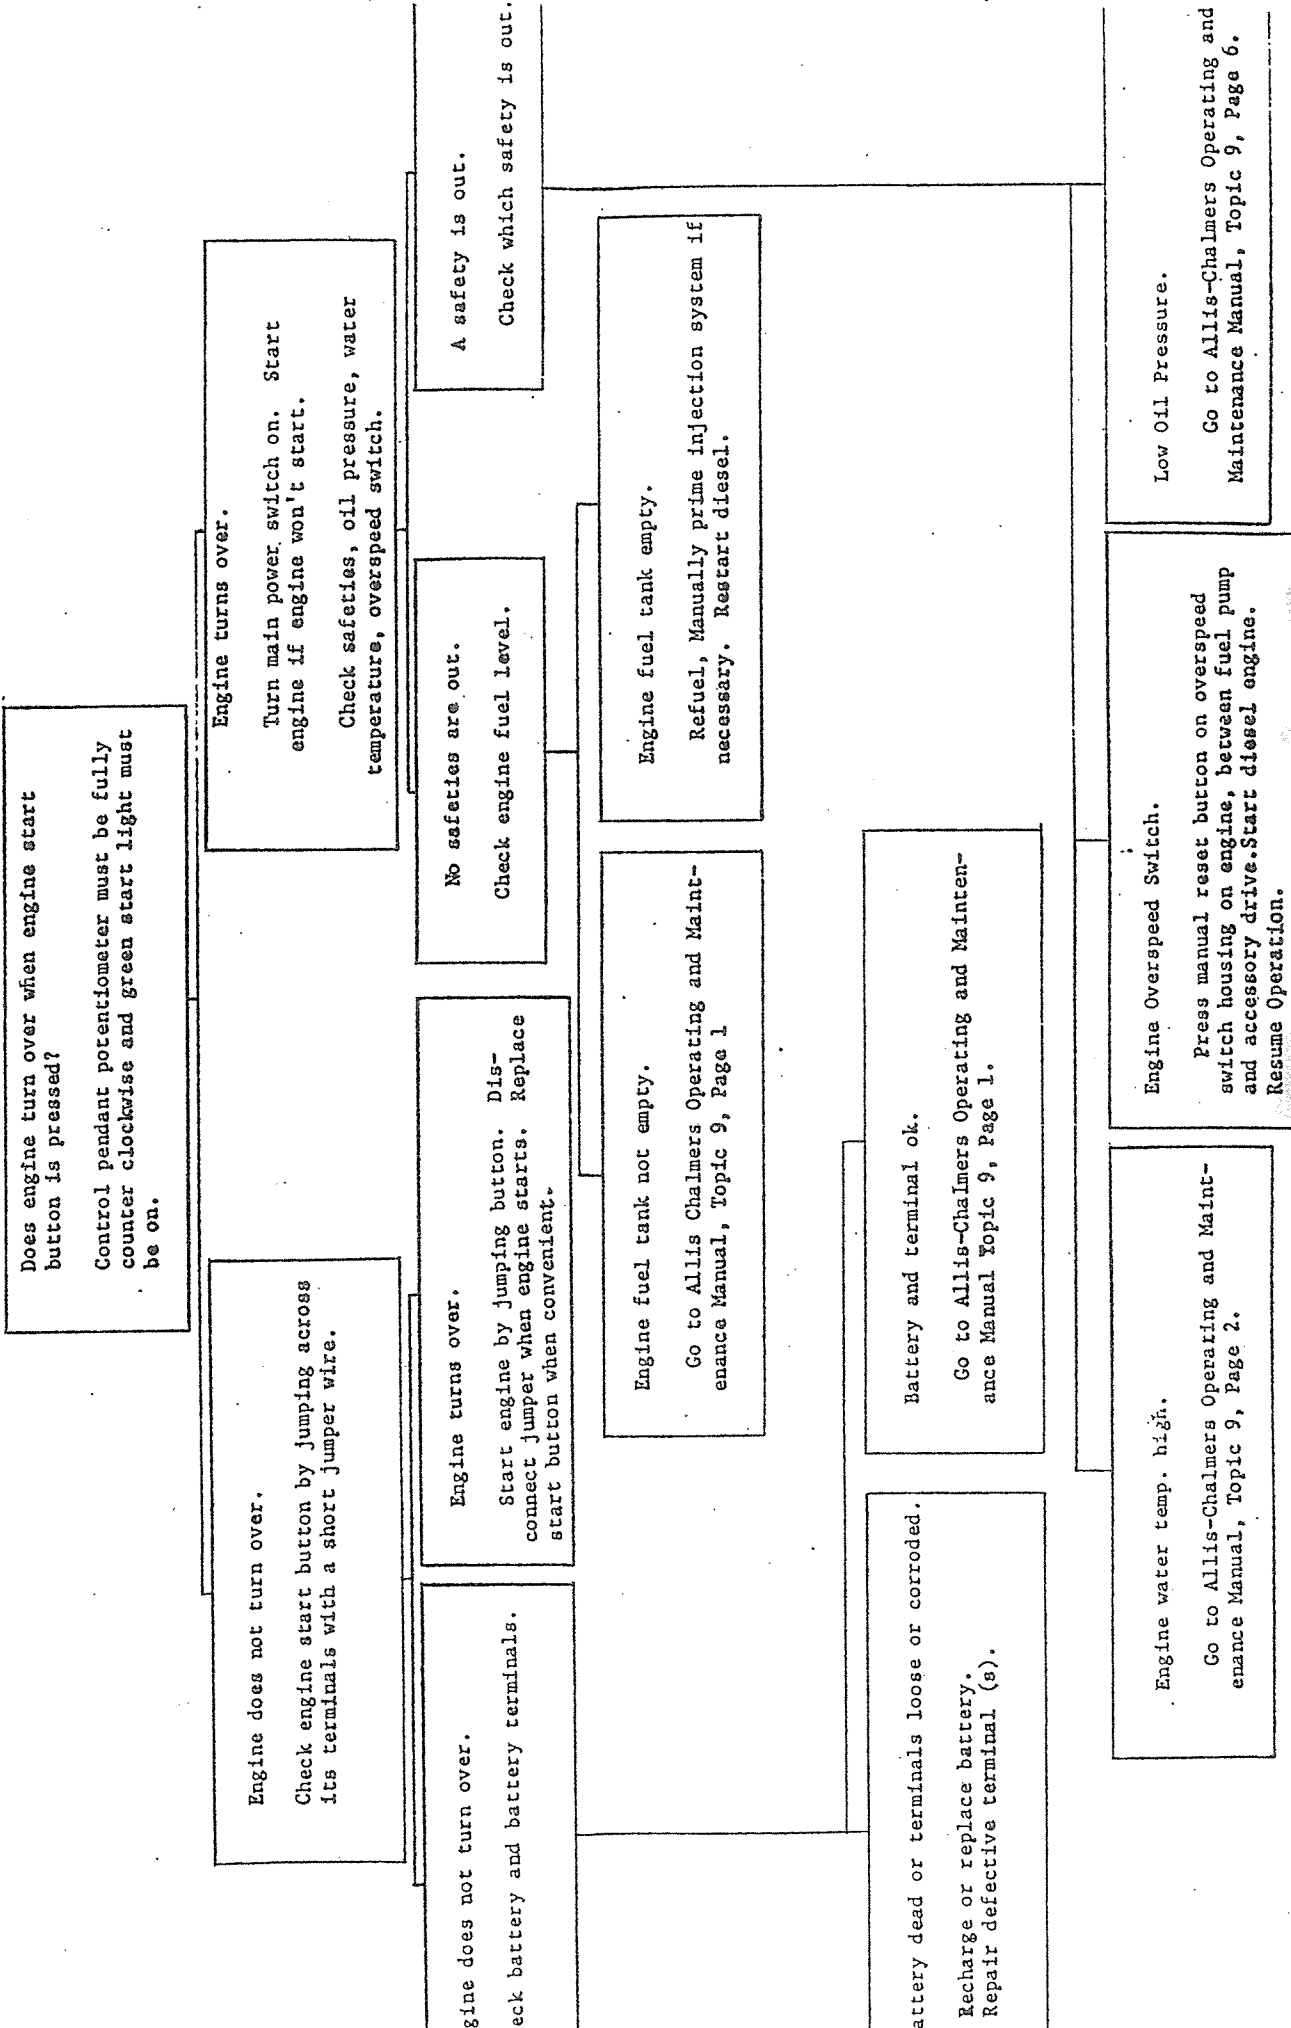 Does engine turn over when engine start
button is pressed?
Control pendant potentiometer must be fully
counter clockwise and green start light must
be on.
Engine does not turn over.
Check engine start button by jumping across
its terminals with a short jumper wire.
Engine turns over.
Turn main power switch on. Start
engine if engine won't start.
Check safeties, oil pressure, water
temperature, overspeed switch.
gine does not turn over.
eck battery and battery terminals.
Engine turns over.
Start engine by jumping button. Dis-
connect jumper when engine starts. Replace
start button when convenient.
No safeties are out.
Check engine fuel level.
A safety is out.
Check which safety is out.
Engine fuel tank not empty.
Go to Allis Chalmers Operating and Maint-
enance Manual, Topic 9, Page 1
Engine fuel tank empty.
Refuel, Manually prime injection system if
necessary. Restart diesel.
attery dead or terminals loose or corroded.
Recharge or replace battery.
Repair defective terminal (s).
Battery and terminal ok.
Go to Allis-Chalmers Operating and Mainten-
ance Manual Topic 9, Page 1.
Engine water temp. high.
Go to Allis-Chalmers Operaring and Maint-
enance Manual, Topic 9, Page 2.
Engine Overspeed Switch.
Press manual reset button on overspeed
switch housing on engine, between fuel pump
and accessory drive.Start diesel engine.
Resume Operation.
Low Oil Pressure.
Go to Allis-Chalmers Operating and
Maintenance Manual, Topic 9, Page 6.